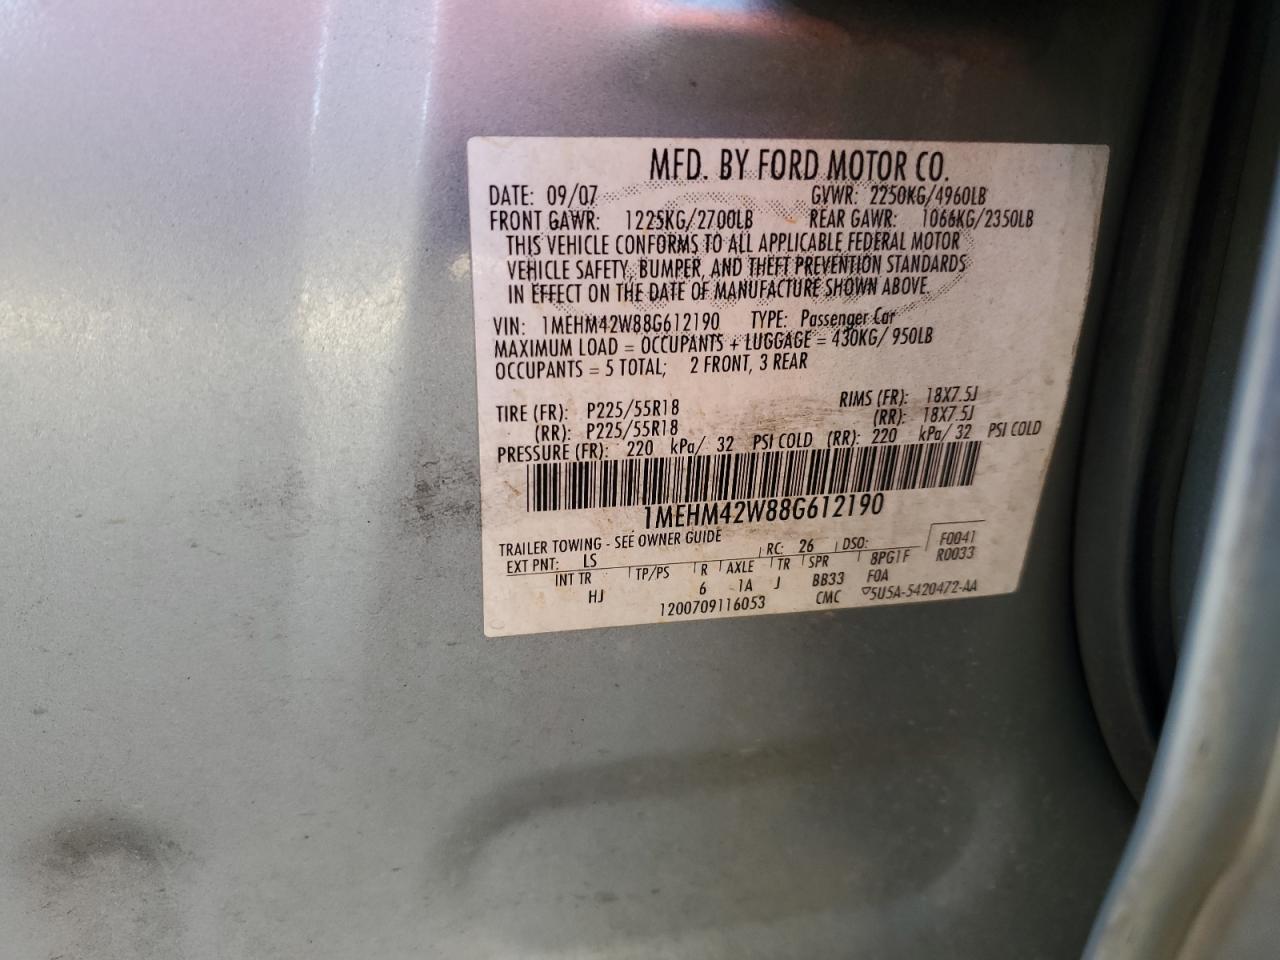 MFD. BY FORD MOTOR CO.
DATE: 09/07 GVWR: 2250KG/4960LB
FRONT GAWR: 1225KG/2700LB REAR GAWR: 1066KG/2350LB
THIS VEHICLE CONFORMS TO ALL APPLICABLE FEDERAL MOTOR
VEHICLE SAFETY, BUMPER, AND THEFT PREVENTION STANDARDS
IN EFFECT ON THE DATE OF MANUFACTURE SHOWN ABOVE.
VIN: 1MEHM42W88G612190 TYPE: Passenger Car
MAXIMUM LOAD = OCCUPANTS + LUGGAGE = 430KG/ 950LB
OCCUPANTS = 5 TOTAL; 2 FRONT, 3 REAR
TIRE (FR): P225/55R18 RIMS (FR): 18X7.5J
(RR): P225/55R18 (RR): 18X7.5J
PRESSURE (FR): 220 kPa/ 32 PSI COLD (RR): 220 kPa/ 32 PSI COLD
1MEHM42W88G612190
TRAILER TOWING - SEE OWNER GUIDE
EXT PNT: LS RC: 26 DSO: F0041
INT TR TP/PS R AXLE TR SPR 8PG1F R0033
HJ 6 1A J BB33 F0A
1200709116053 CMC ▽5U5A-5420472-AA